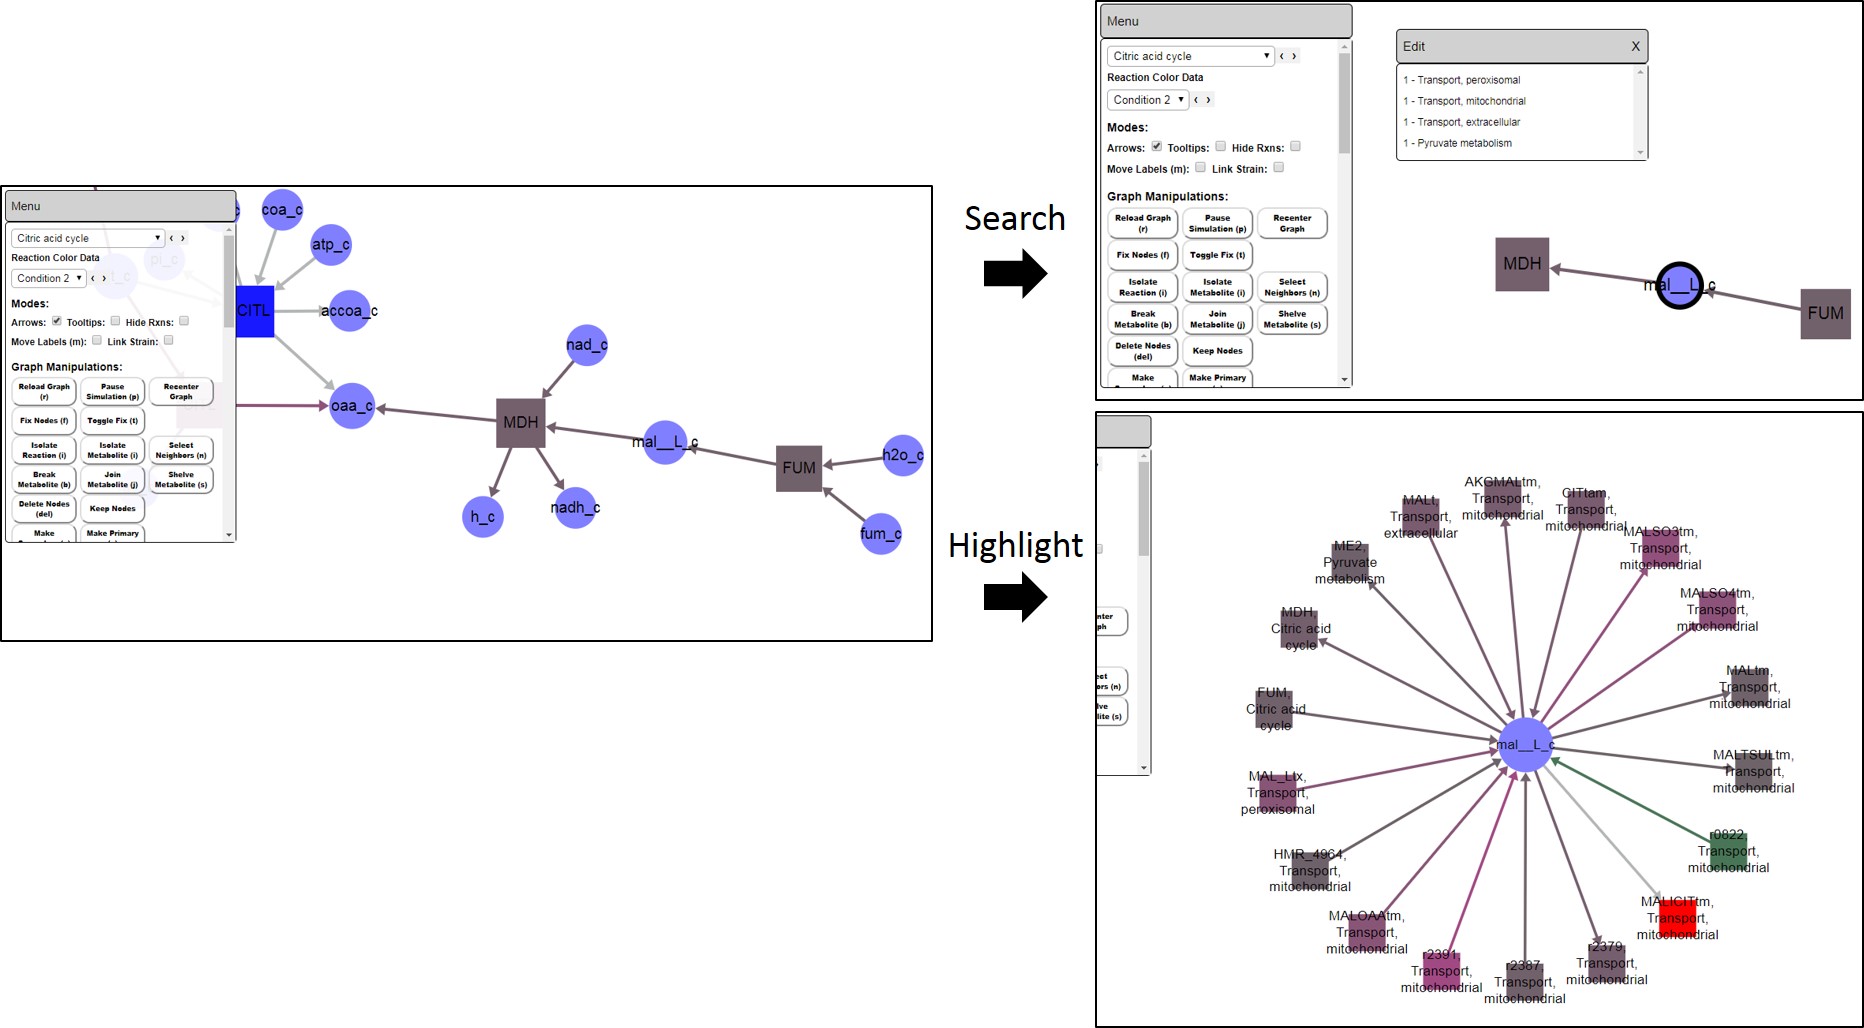 Menu
Citric acid cycle
Reaction Color Data
Condition 2
Modes:
Arrows: Tooltips: Hide Rxns:
Move Labels (m): Link Strain:
Graph Manipulations:
Reload Graph (r)
Pause Simulation (p)
Recenter Graph
Fix Nodes (f)
Toggle Fix (t)
Isolate Reaction (i)
Isolate Metabolite (i)
Select Neighbors (n)
Break Metabolite (b)
Join Metabolite (j)
Shelve Metabolite (s)
Delete Nodes (del)
Keep Nodes
Make
Make Primary
coa_c
atp_c
pi_c
CITL
accoa_c
oaa_c
nad_c
MDH
mal__L_c
h_c
nadh_c
FUM
h2o_c
fum_c
Search
Highlight
Menu
Citric acid cycle
Reaction Color Data
Condition 2
Modes:
Arrows: Tooltips: Hide Rxns:
Move Labels (m): Link Strain:
Graph Manipulations:
Reload Graph (r)
Pause Simulation (p)
Recenter Graph
Fix Nodes (f)
Toggle Fix (t)
Isolate Reaction (i)
Isolate Metabolite (i)
Select Neighbors (n)
Break Metabolite (b)
Join Metabolite (j)
Shelve Metabolite (s)
Delete Nodes (del)
Keep Nodes
Make
Make Primary
Edit X
1 - Transport, peroxisomal
1 - Transport, mitochondrial
1 - Transport, extracellular
1 - Pyruvate metabolism
MDH
mal__L_c
FUM
AKGMALtm,
Transport,
mitochondrial
CITtam,
Transport,
mitochondrial
MALSO3tm,
Transport,
mitochondrial
MALSO4tm,
Transport,
mitochondrial
MALtm,
Transport,
mitochondrial
MALTSULtm,
Transport,
mitochondrial
r0822,
Transport,
mitochondrial
MALICITtm,
Transport,
mitochondrial
r2379,
Transport,
mitochondrial
r2387,
Transport,
mitochondrial
r2391,
Transport,
mitochondrial
MALOAAtm,
Transport,
mitochondrial
HMR_4964,
Transport,
mitochondrial
MAL_Ltx,
Transport,
peroxisomal
FUM,
Citric acid
cycle
MDH,
Citric acid
cycle
ME2,
Pyruvate
metabolism
MALt,
Transport,
extracellular
mal__L_c